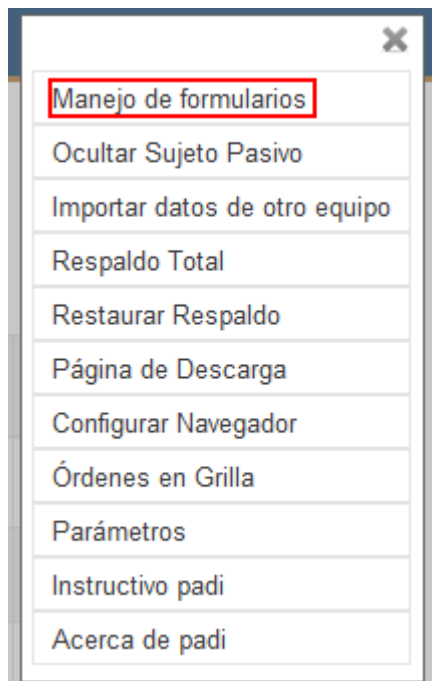 Manejo de formularios
Ocultar Sujeto Pasivo
Importar datos de otro equipo
Respaldo Total
Restaurar Respaldo
Página de Descarga
Configurar Navegador
Órdenes en Grilla
Parámetros
Instructivo padi
Acerca de padi